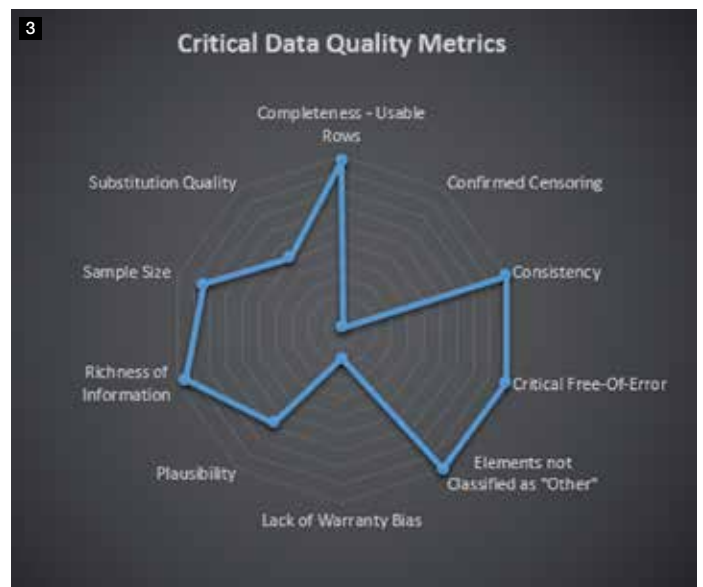 3
Critical Data Quality Metrics
Completeness - Usable
Rows
Confirmed Censoring
Consistency
Critical Free-Of-Error
Elements not
Classified as "Other"
Lack of Warranty Bias
Plausibility
Richness of
Information
Sample Size
Substitution Quality